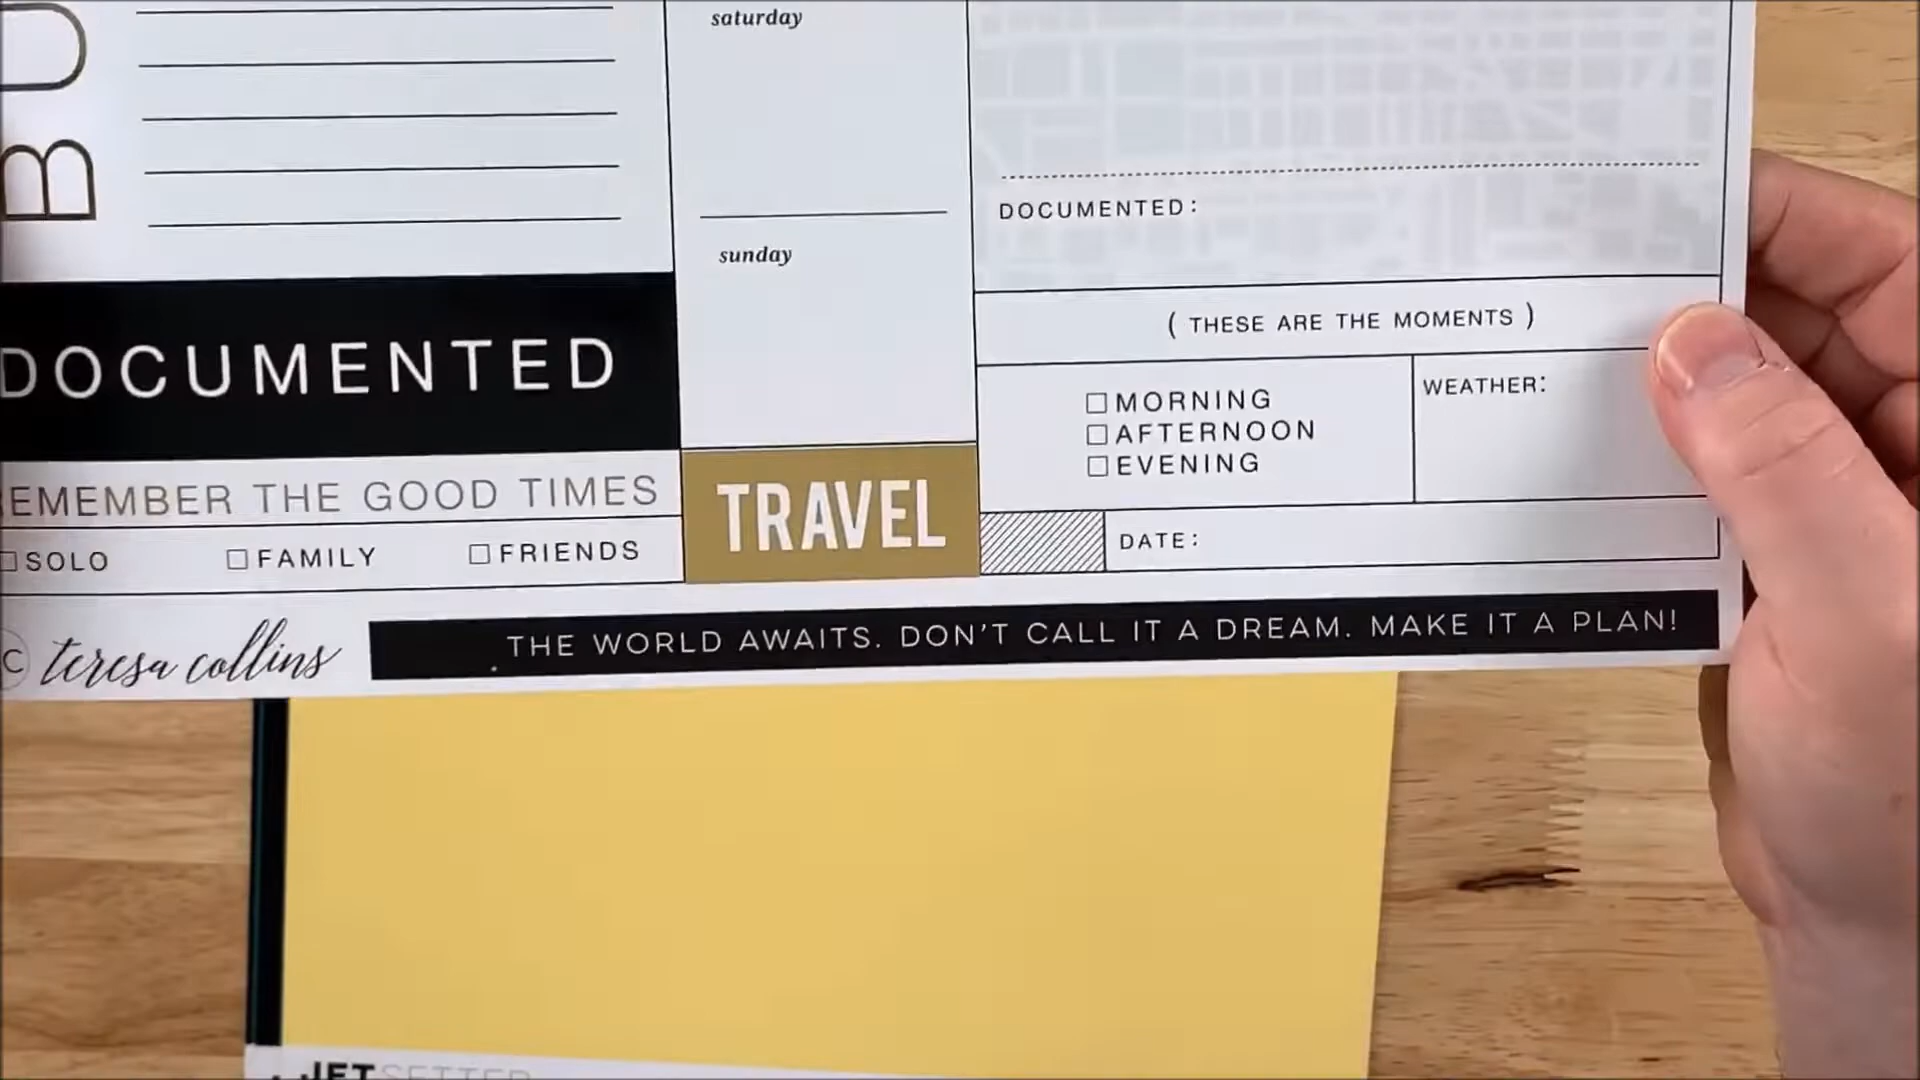 saturday
sunday
DOCUMENTED:
( THESE ARE THE MOMENTS )
DOCUMENTED
MORNING
AFTERNOON
EVENING
WEATHER:
EMEMBER THE GOOD TIMES
TRAVEL
DATE:
SOLO FAMILY FRIENDS
C teresa collins
THE WORLD AWAITS. DON'T CALL IT A DREAM. MAKE IT A PLAN!
JETSETTER